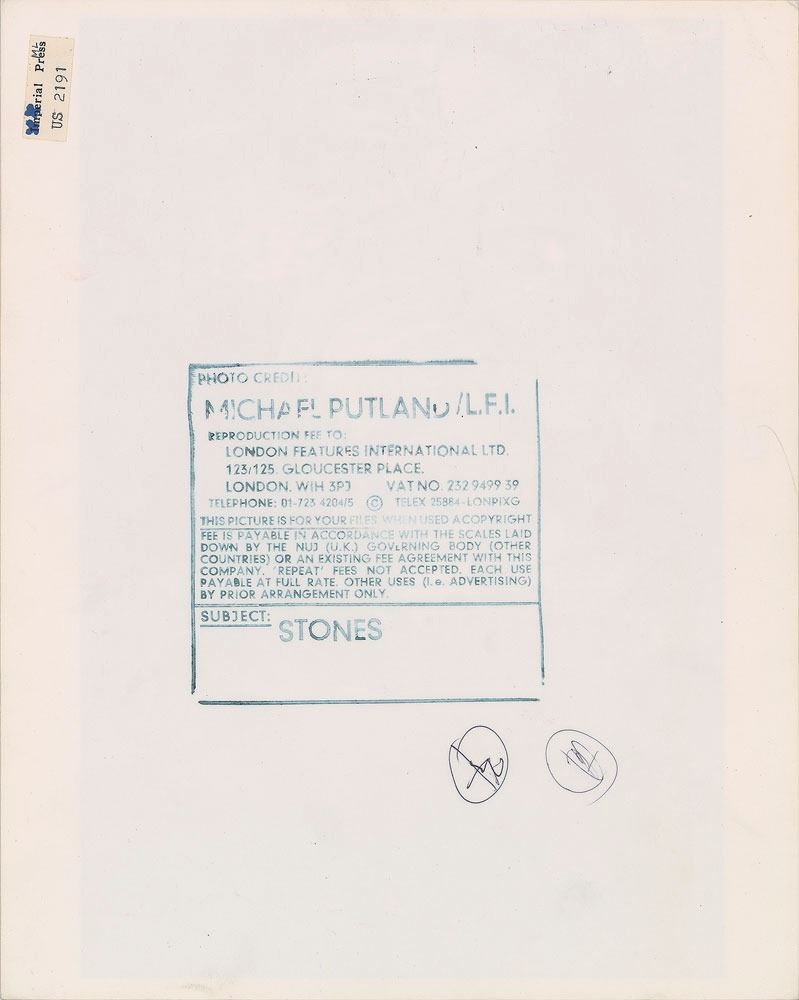 Imperial Press
US 2191
PHOTO CREDIT:
MICHAEL PUTLAND /L.F.I.
REPRODUCTION FEE TO:
LONDON FEATURES INTERNATIONAL LTD.
123/125. GLOUCESTER PLACE.
LONDON. W1H 3PJ VAT NO. 232 9499 39
TELEPHONE: 01-723 4204/5 © TELEX 25884-LONPIXG
THIS PICTURE IS FOR YOUR FILES. WHEN USED A COPYRIGHT
FEE IS PAYABLE IN ACCORDANCE WITH THE SCALES LAID
DOWN BY THE NUJ (U.K.) GOVERNING BODY (OTHER
COUNTRIES) OR AN EXISTING FEE AGREEMENT WITH THIS
COMPANY. 'REPEAT' FEES NOT ACCEPTED. EACH USE
PAYABLE AT FULL RATE. OTHER USES (I.e. ADVERTISING)
BY PRIOR ARRANGEMENT ONLY.
SUBJECT:
STONES